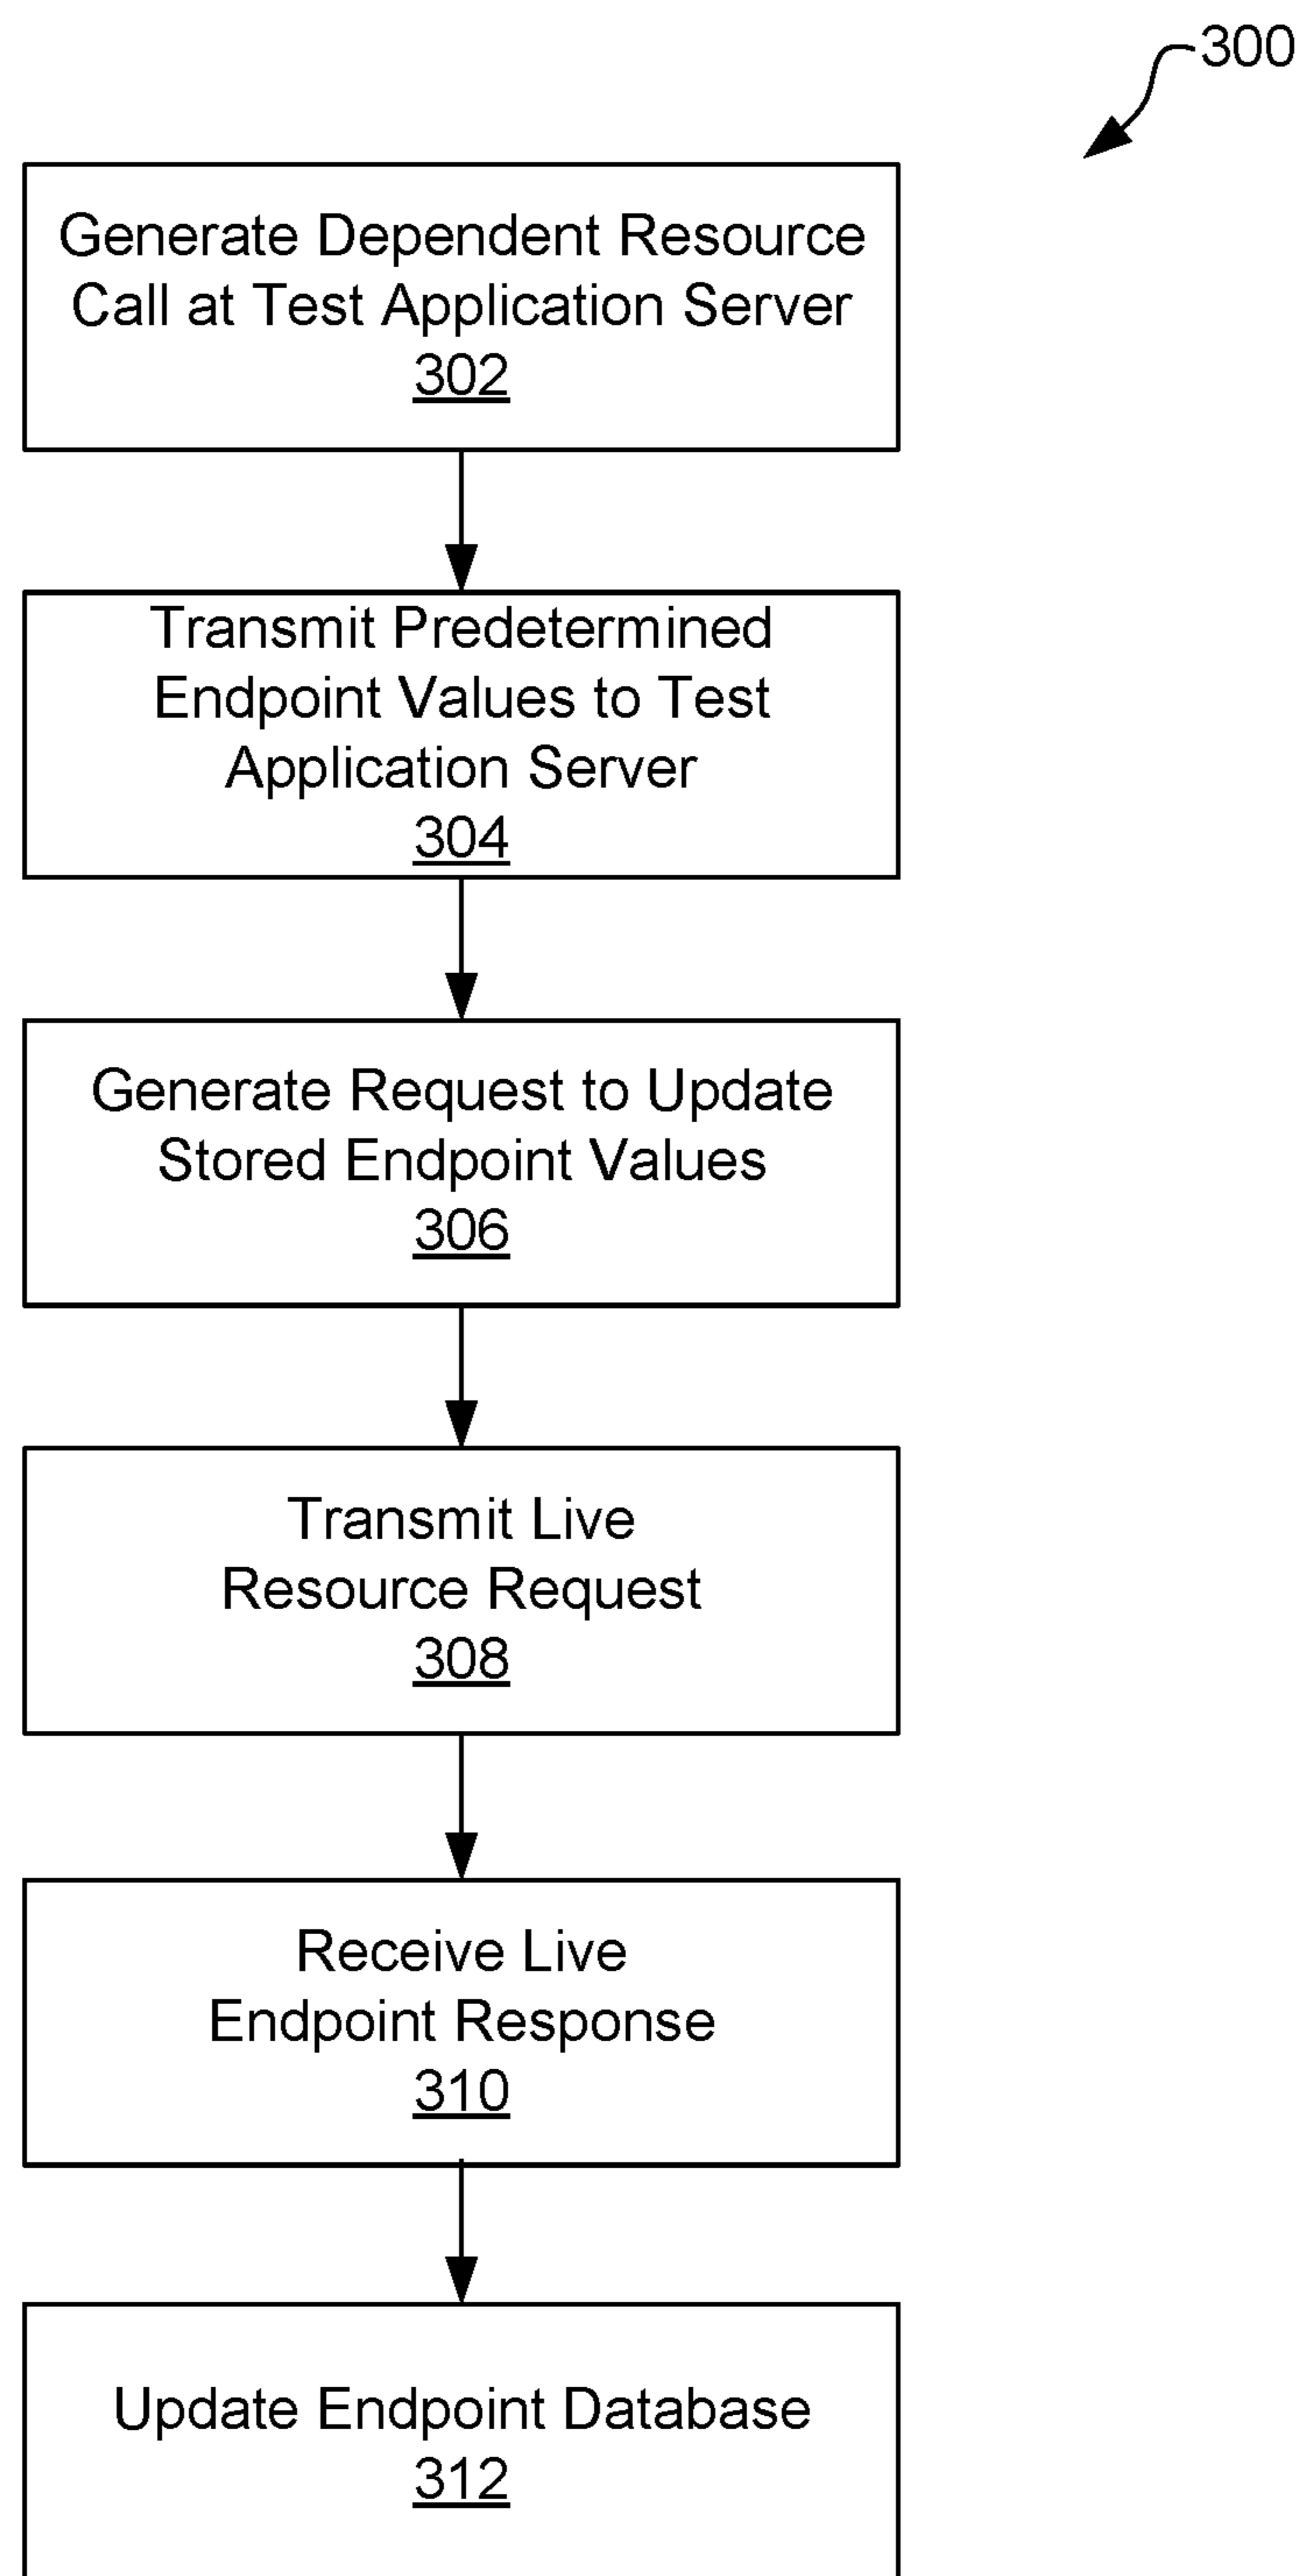 300
Generate Dependent Resource
Call at Test Application Server
302
Transmit Predetermined
Endpoint Values to Test
Application Server
304
Generate Request to Update
Stored Endpoint Values
306
Transmit Live
Resource Request
308
Receive Live
Endpoint Response
310
Update Endpoint Database
312